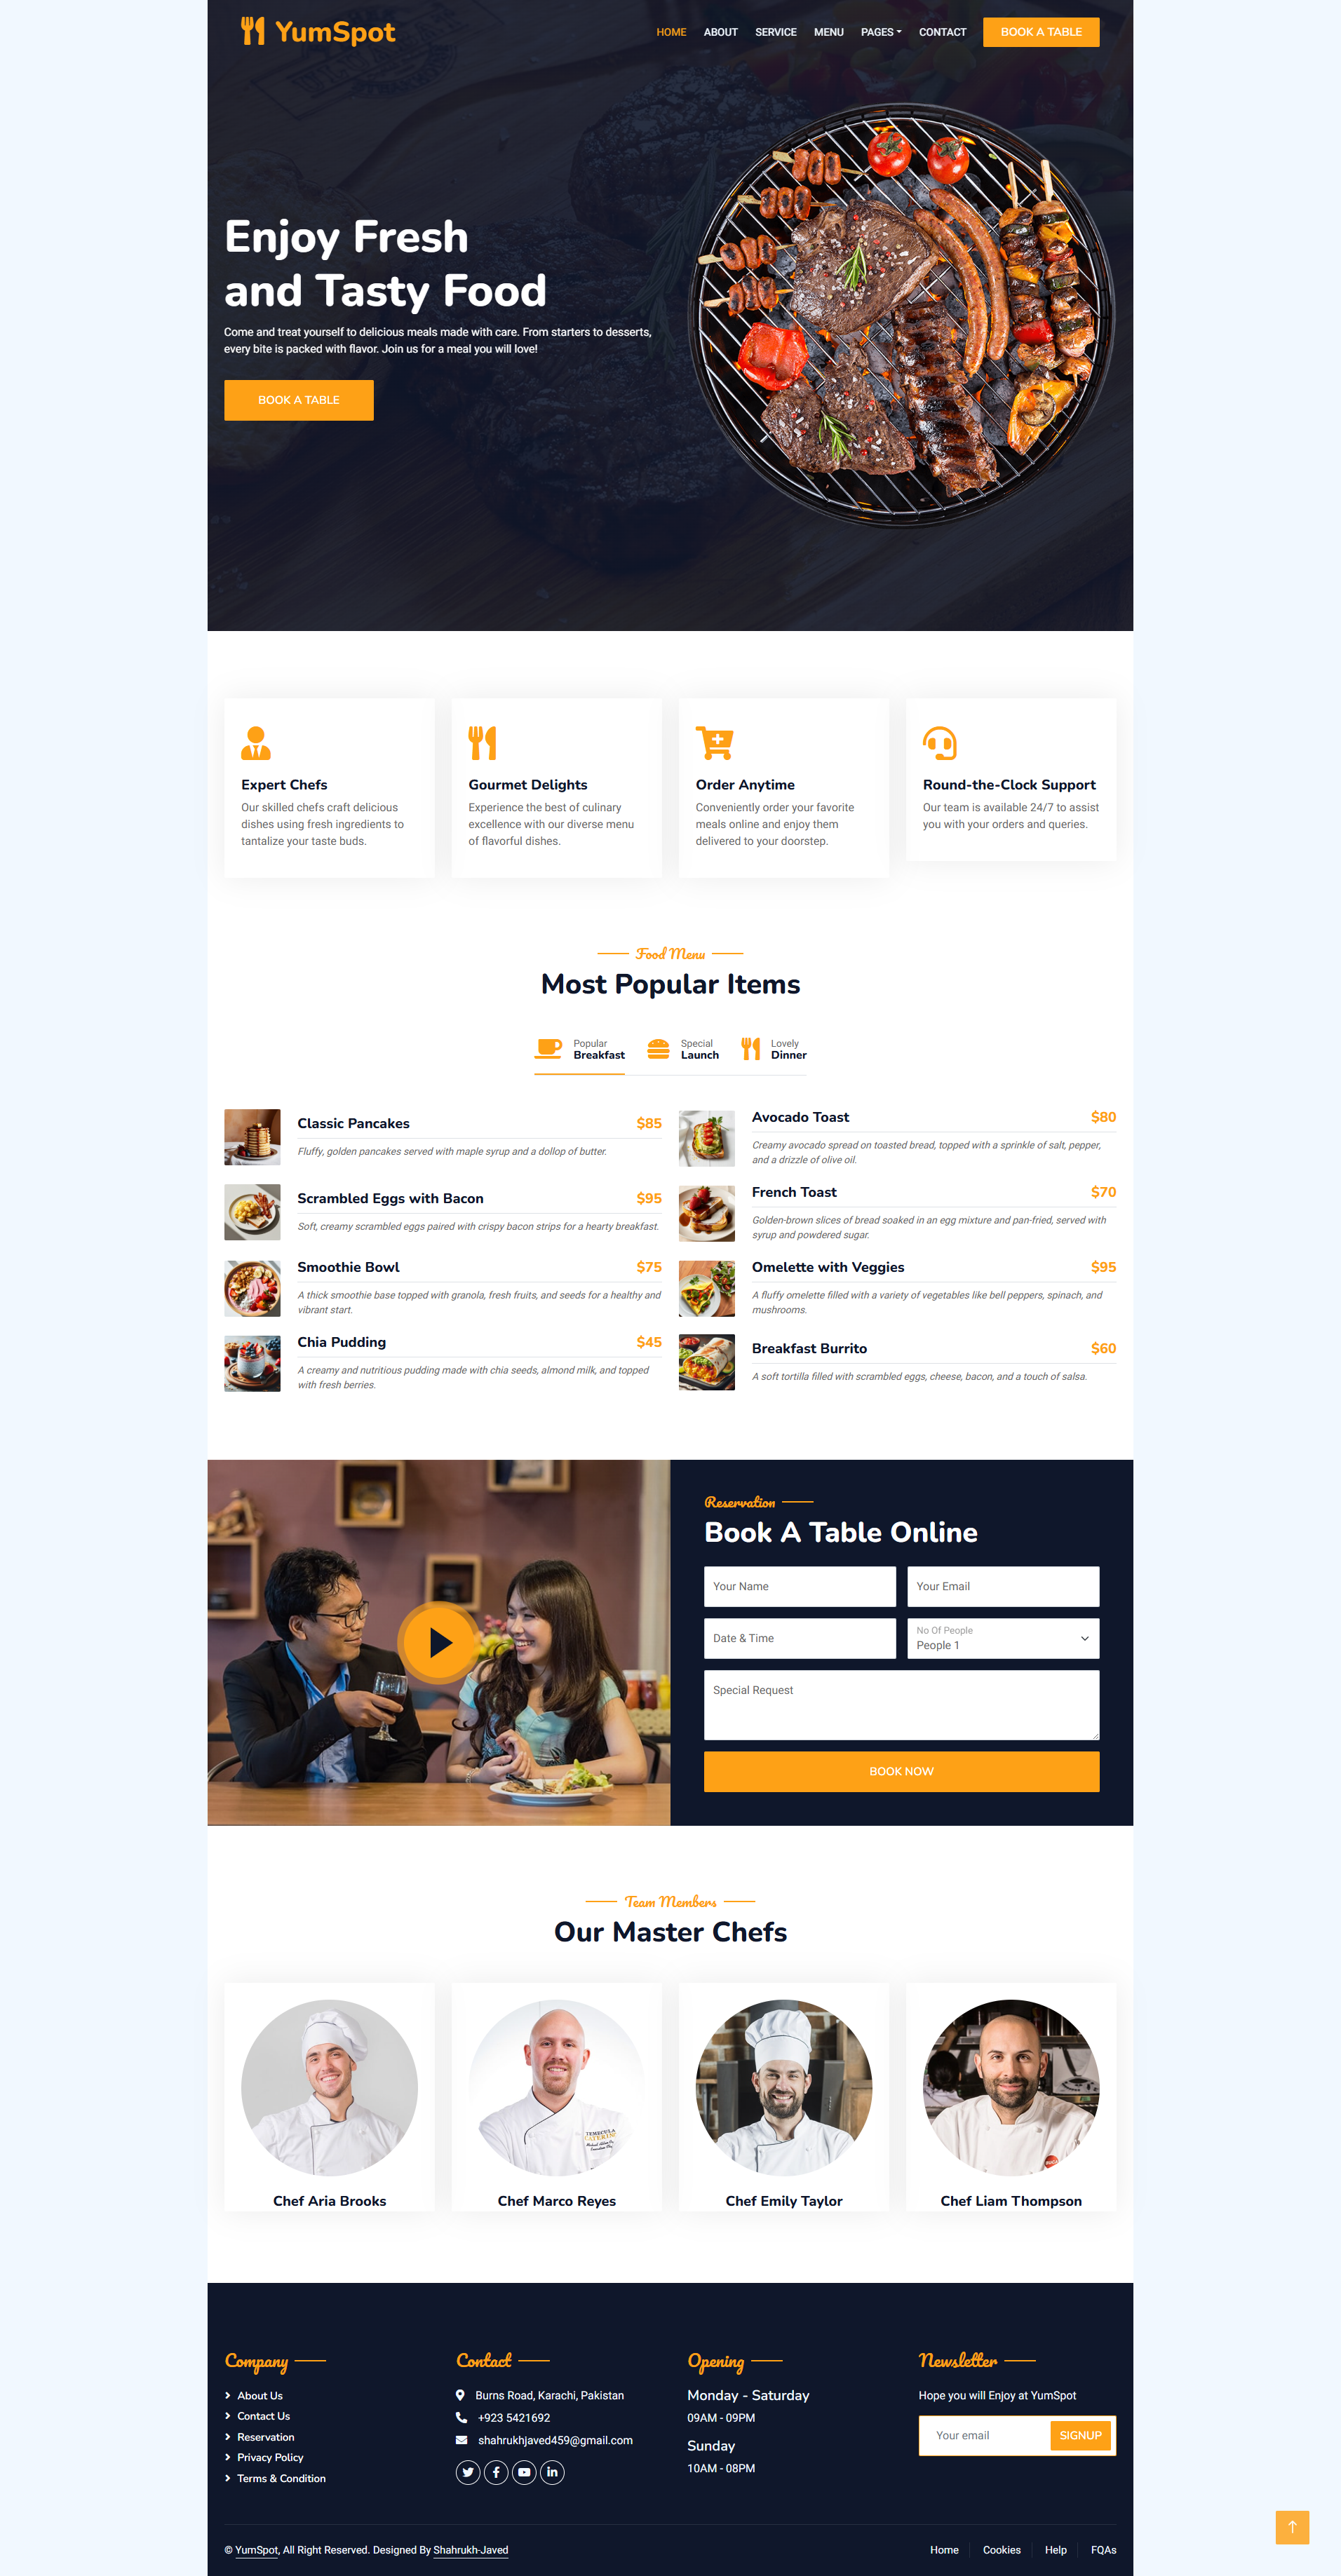 YumSpot
HOME ABOUT SERVICE MENU PAGES CONTACT BOOK A TABLE
Enjoy Fresh
and Tasty Food
Come and treat yourself to delicious meals made with care. From starters to desserts,
every bite is packed with flavor. Join us for a meal you will love!
BOOK A TABLE
Expert Chefs
Our skilled chefs craft delicious
dishes using fresh ingredients to
tantalize your taste buds.
Gourmet Delights
Experience the best of culinary
excellence with our diverse menu
of flavorful dishes.
Order Anytime
Conveniently order your favorite
meals online and enjoy them
delivered to your doorstep.
Round-the-Clock Support
Our team is available 24/7 to assist
you with your orders and queries.
Food Menu
Most Popular Items
Popular
Breakfast
Special
Launch
Lovely
Dinner
Classic Pancakes $85
Fluffy, golden pancakes served with maple syrup and a dollop of butter.
Avocado Toast $80
Creamy avocado spread on toasted bread, topped with a sprinkle of salt, pepper,
and a drizzle of olive oil.
Scrambled Eggs with Bacon $95
Soft, creamy scrambled eggs paired with crispy bacon strips for a hearty breakfast.
French Toast $70
Golden-brown slices of bread soaked in an egg mixture and pan-fried, served with
syrup and powdered sugar.
Smoothie Bowl $75
A thick smoothie base topped with granola, fresh fruits, and seeds for a healthy and
vibrant start.
Omelette with Veggies $95
A fluffy omelette filled with a variety of vegetables like bell peppers, spinach, and
mushrooms.
Chia Pudding $45
A creamy and nutritious pudding made with chia seeds, almond milk, and topped
with fresh berries.
Breakfast Burrito $60
A soft tortilla filled with scrambled eggs, cheese, bacon, and a touch of salsa.
Reservation
Book A Table Online
Your Name
Your Email
Date & Time
No Of People
People 1
Special Request
BOOK NOW
Team Members
Our Master Chefs
Chef Aria Brooks
Chef Marco Reyes
Chef Emily Taylor
Chef Liam Thompson
Company
About Us
Contact Us
Reservation
Privacy Policy
Terms & Condition
Contact
Burns Road, Karachi, Pakistan
+923 5421692
shahrukhjaved459@gmail.com
Opening
Monday - Saturday
09AM - 09PM
Sunday
10AM - 08PM
Newsletter
Hope you will Enjoy at YumSpot
Your email
SIGNUP
© YumSpot, All Right Reserved. Designed By Shahrukh-Javed
Home Cookies Help FQAs